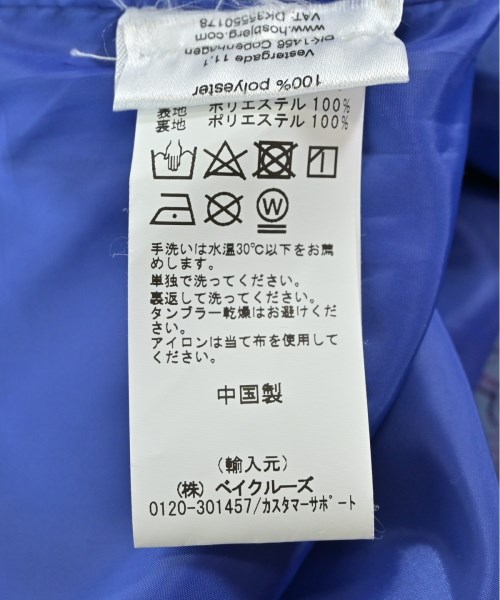 100% polyester
Vestergade 11.1
DK-1456 Copenhagen
www.hosbjerg.com
VAT: DK35550178
表地 ポリエステル 100%
裏地 ポリエステル 100%
W
手洗いは水温30℃以下をお薦
めします。
単独で洗ってください。
裏返して洗ってください。
タンブラー乾燥はお避けくだ
さい。
アイロンは当て布を使用して
ください。
中国製
(輸入元)
(株) ベイクルーズ
0120-301457/カスタマーサポート